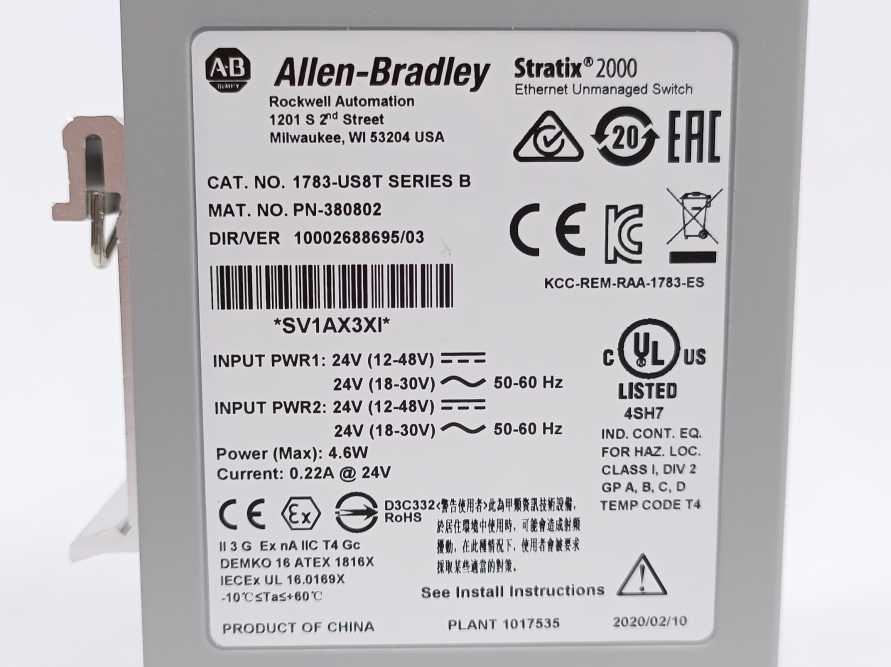 A-B
QUALITY
Allen-Bradley
Rockwell Automation
1201 S 2nd Street
Milwaukee, WI 53204 USA
Stratix® 2000
Ethernet Unmanaged Switch
20
EAC
CAT. NO. 1783-US8T SERIES B
MAT. NO. PN-380802
DIR/VER 10002688695/03
CE
KC
KCC-REM-RAA-1783-ES
*SV1AX3XI*
INPUT PWR1: 24V (12-48V)
24V (18-30V) 50-60 Hz
INPUT PWR2: 24V (12-48V)
24V (18-30V) 50-60 Hz
Power (Max): 4.6W
Current: 0.22A @ 24V
C UL US
LISTED
4SH7
IND. CONT. EQ.
FOR HAZ. LOC.
CLASS I, DIV 2
GP A, B, C, D
TEMP CODE T4
CE Ex
D3C332
RoHS
<警告使用者>此為甲類資訊技術設備,
於居住環境中使用時, 可能會造成射頻
擾動, 在此種情況下, 使用者會被要求
採取某些適當的對策。
II 3 G Ex nA IIC T4 Gc
DEMKO 16 ATEX 1816X
IECEx UL 16.0169X
-10℃≤Ta≤+60℃
See Install Instructions
PRODUCT OF CHINA
PLANT 1017535
2020/02/10